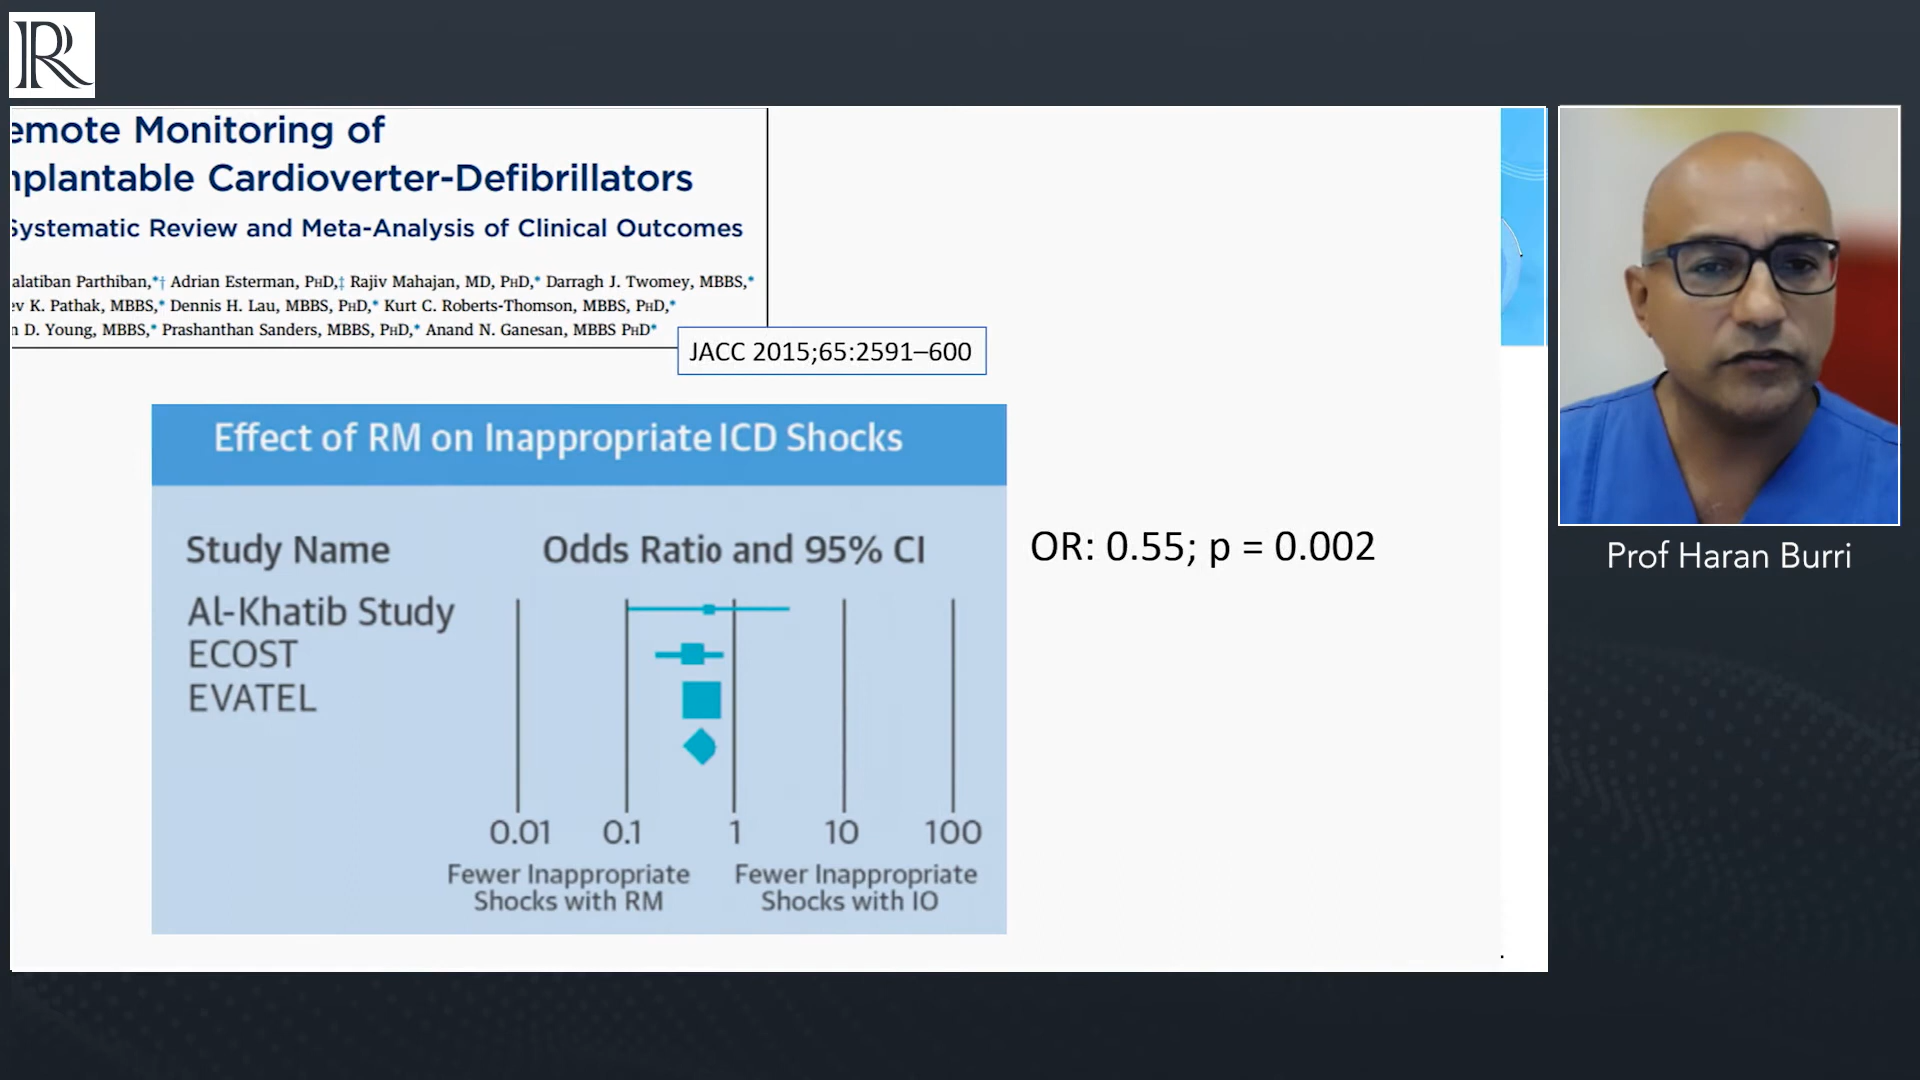 R
emote Monitoring of
nplantable Cardioverter-Defibrillators
Systematic Review and Meta-Analysis of Clinical Outcomes
alatiban Parthiban,*† Adrian Esterman, PhD,‡ Rajiv Mahajan, MD, PhD,* Darragh J. Twomey, MBBS,*
ev K. Pathak, MBBS,* Dennis H. Lau, MBBS, PhD,* Kurt C. Roberts-Thomson, MBBS, PhD,*
n D. Young, MBBS,* Prashanthan Sanders, MBBS, PhD,* Anand N. Ganesan, MBBS PhD*
JACC 2015;65:2591–600
Effect of RM on Inappropriate ICD Shocks
Study Name Odds Ratio and 95% CI
OR: 0.55; p = 0.002
Al-Khatib Study
ECOST
EVATEL
0.01 0.1 1 10 100
Fewer Inappropriate Shocks with RM
Fewer Inappropriate Shocks with IO
Prof Haran Burri